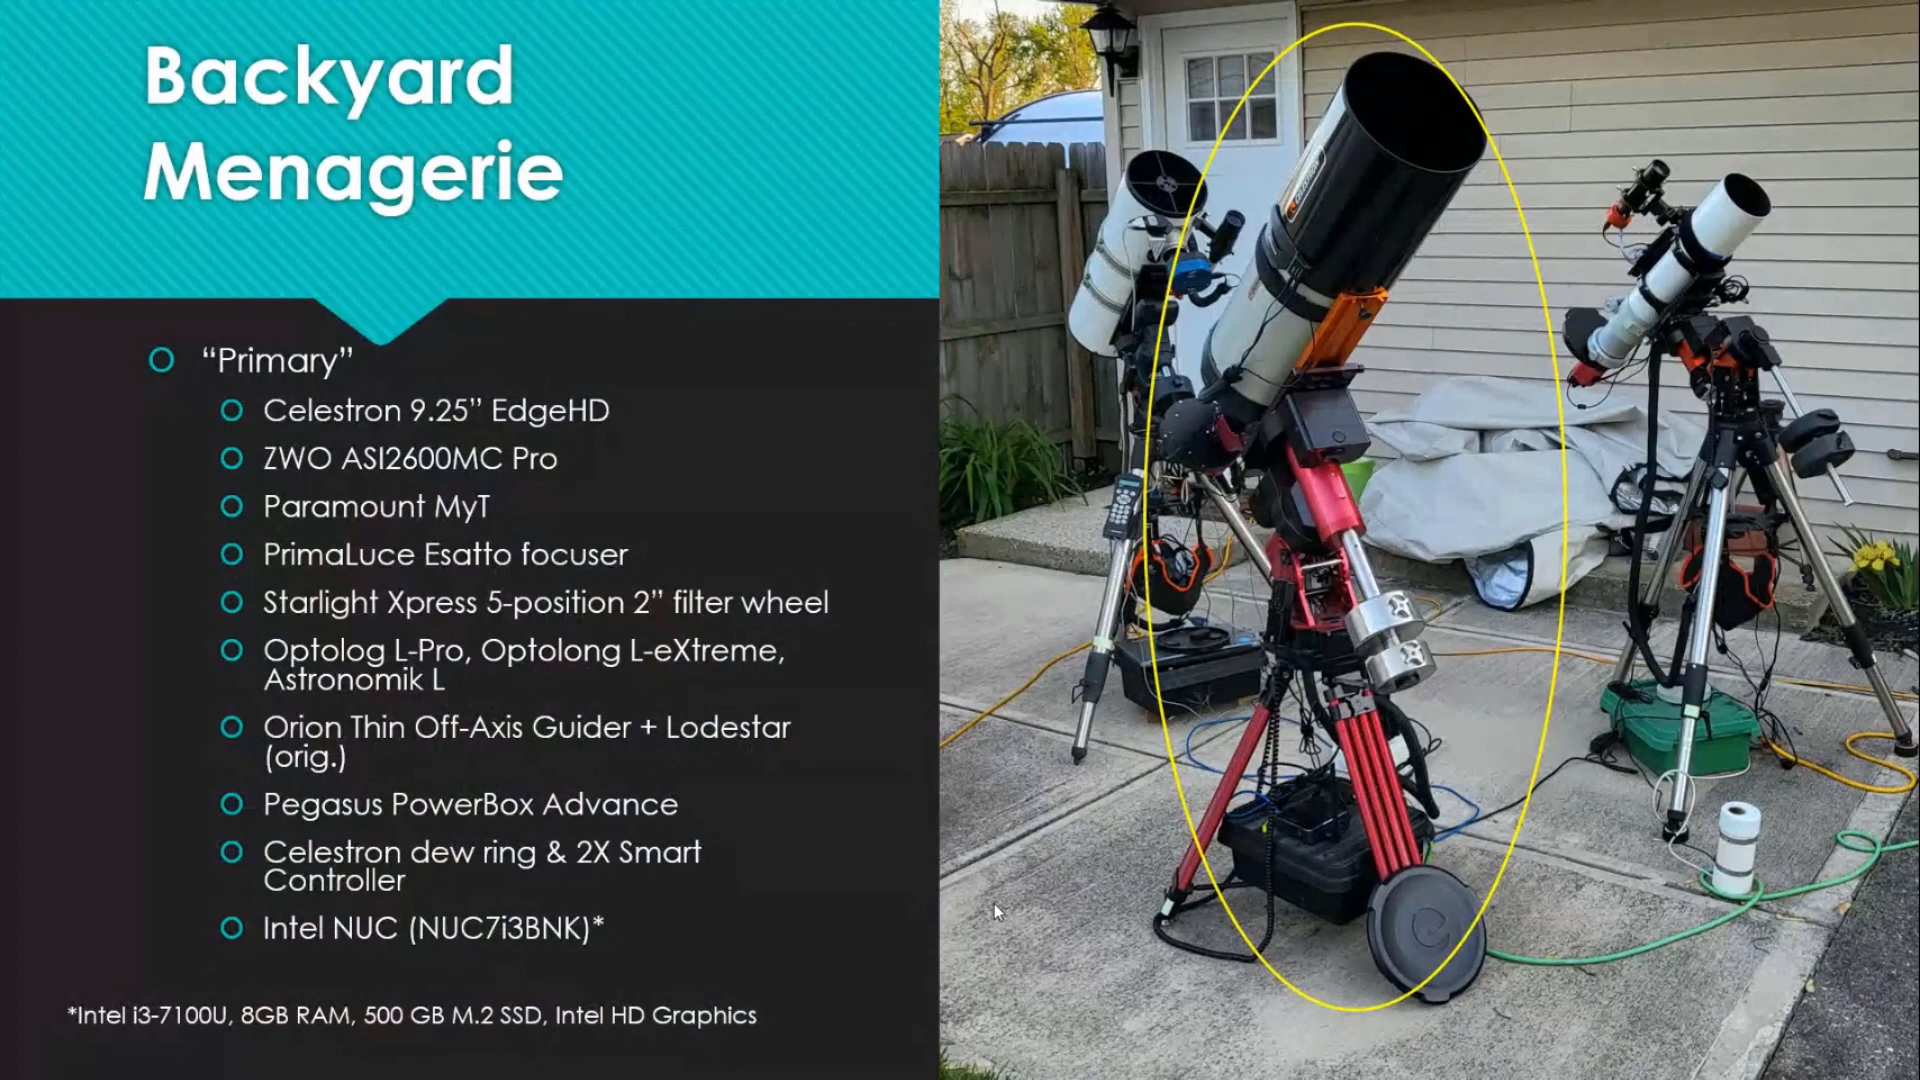 Backyard
Menagerie
“Primary”
Celestron 9.25” EdgeHD
ZWO ASI2600MC Pro
Paramount MyT
PrimaLuce Esatto focuser
Starlight Xpress 5-position 2” filter wheel
Optolog L-Pro, Optolong L-eXtreme,
Astronomik L
Orion Thin Off-Axis Guider + Lodestar
(orig.)
Pegasus PowerBox Advance
Celestron dew ring & 2X Smart
Controller
Intel NUC (NUC7i3BNK)*
*Intel i3-7100U, 8GB RAM, 500 GB M.2 SSD, Intel HD Graphics